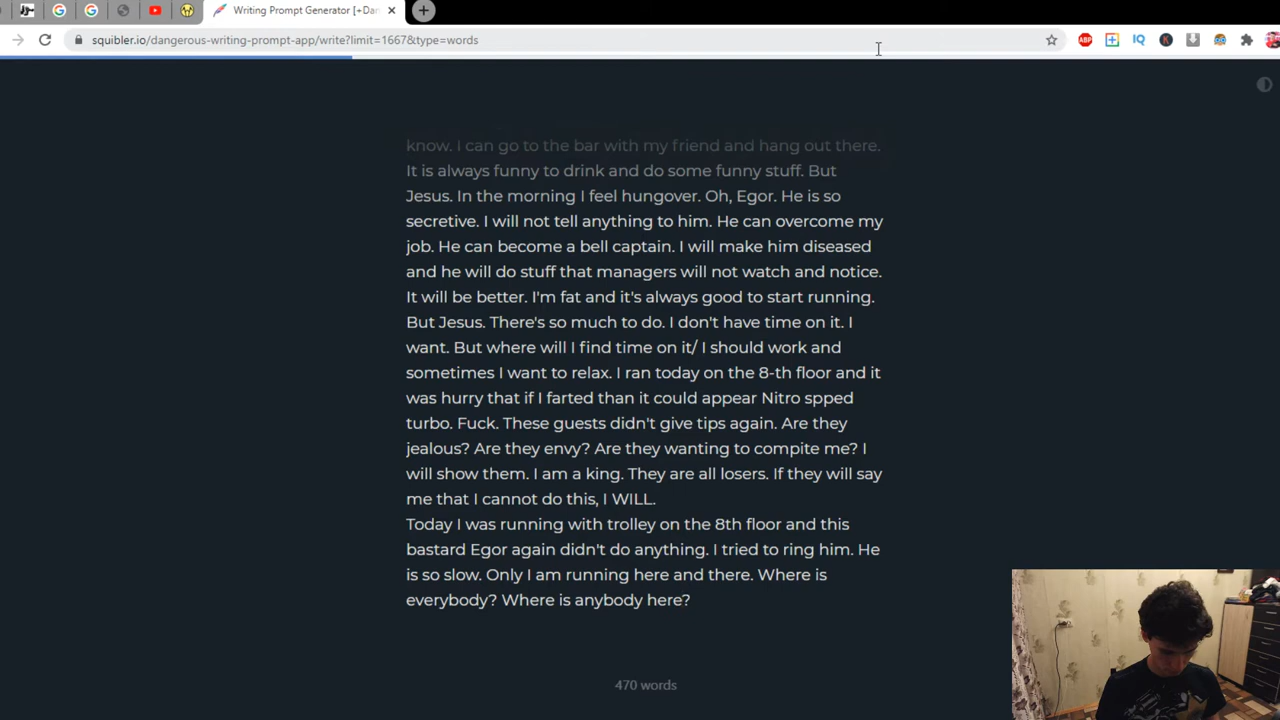 Writing Prompt Generator [+Dan
squibler.io/dangerous-writing-prompt-app/write?limit=1667&type=words
ABP
IQ
know. I can go to the bar with my friend and hang out there.
It is always funny to drink and do some funny stuff. But
Jesus. In the morning I feel hungover. Oh, Egor. He is so
secretive. I will not tell anything to him. He can overcome my
job. He can become a bell captain. I will make him diseased
and he will do stuff that managers will not watch and notice.
It will be better. I'm fat and it's always good to start running.
But Jesus. There's so much to do. I don't have time on it. I
want. But where will I find time on it/ I should work and
sometimes I want to relax. I ran today on the 8-th floor and it
was hurry that if I farted than it could appear Nitro spped
turbo. Fuck. These guests didn't give tips again. Are they
jealous? Are they envy? Are they wanting to compite me? I
will show them. I am a king. They are all losers. If they will say
me that I cannot do this, I WILL.
Today I was running with trolley on the 8th floor and this
bastard Egor again didn't do anything. I tried to ring him. He
is so slow. Only I am running here and there. Where is
everybody? Where is anybody here?
470 words